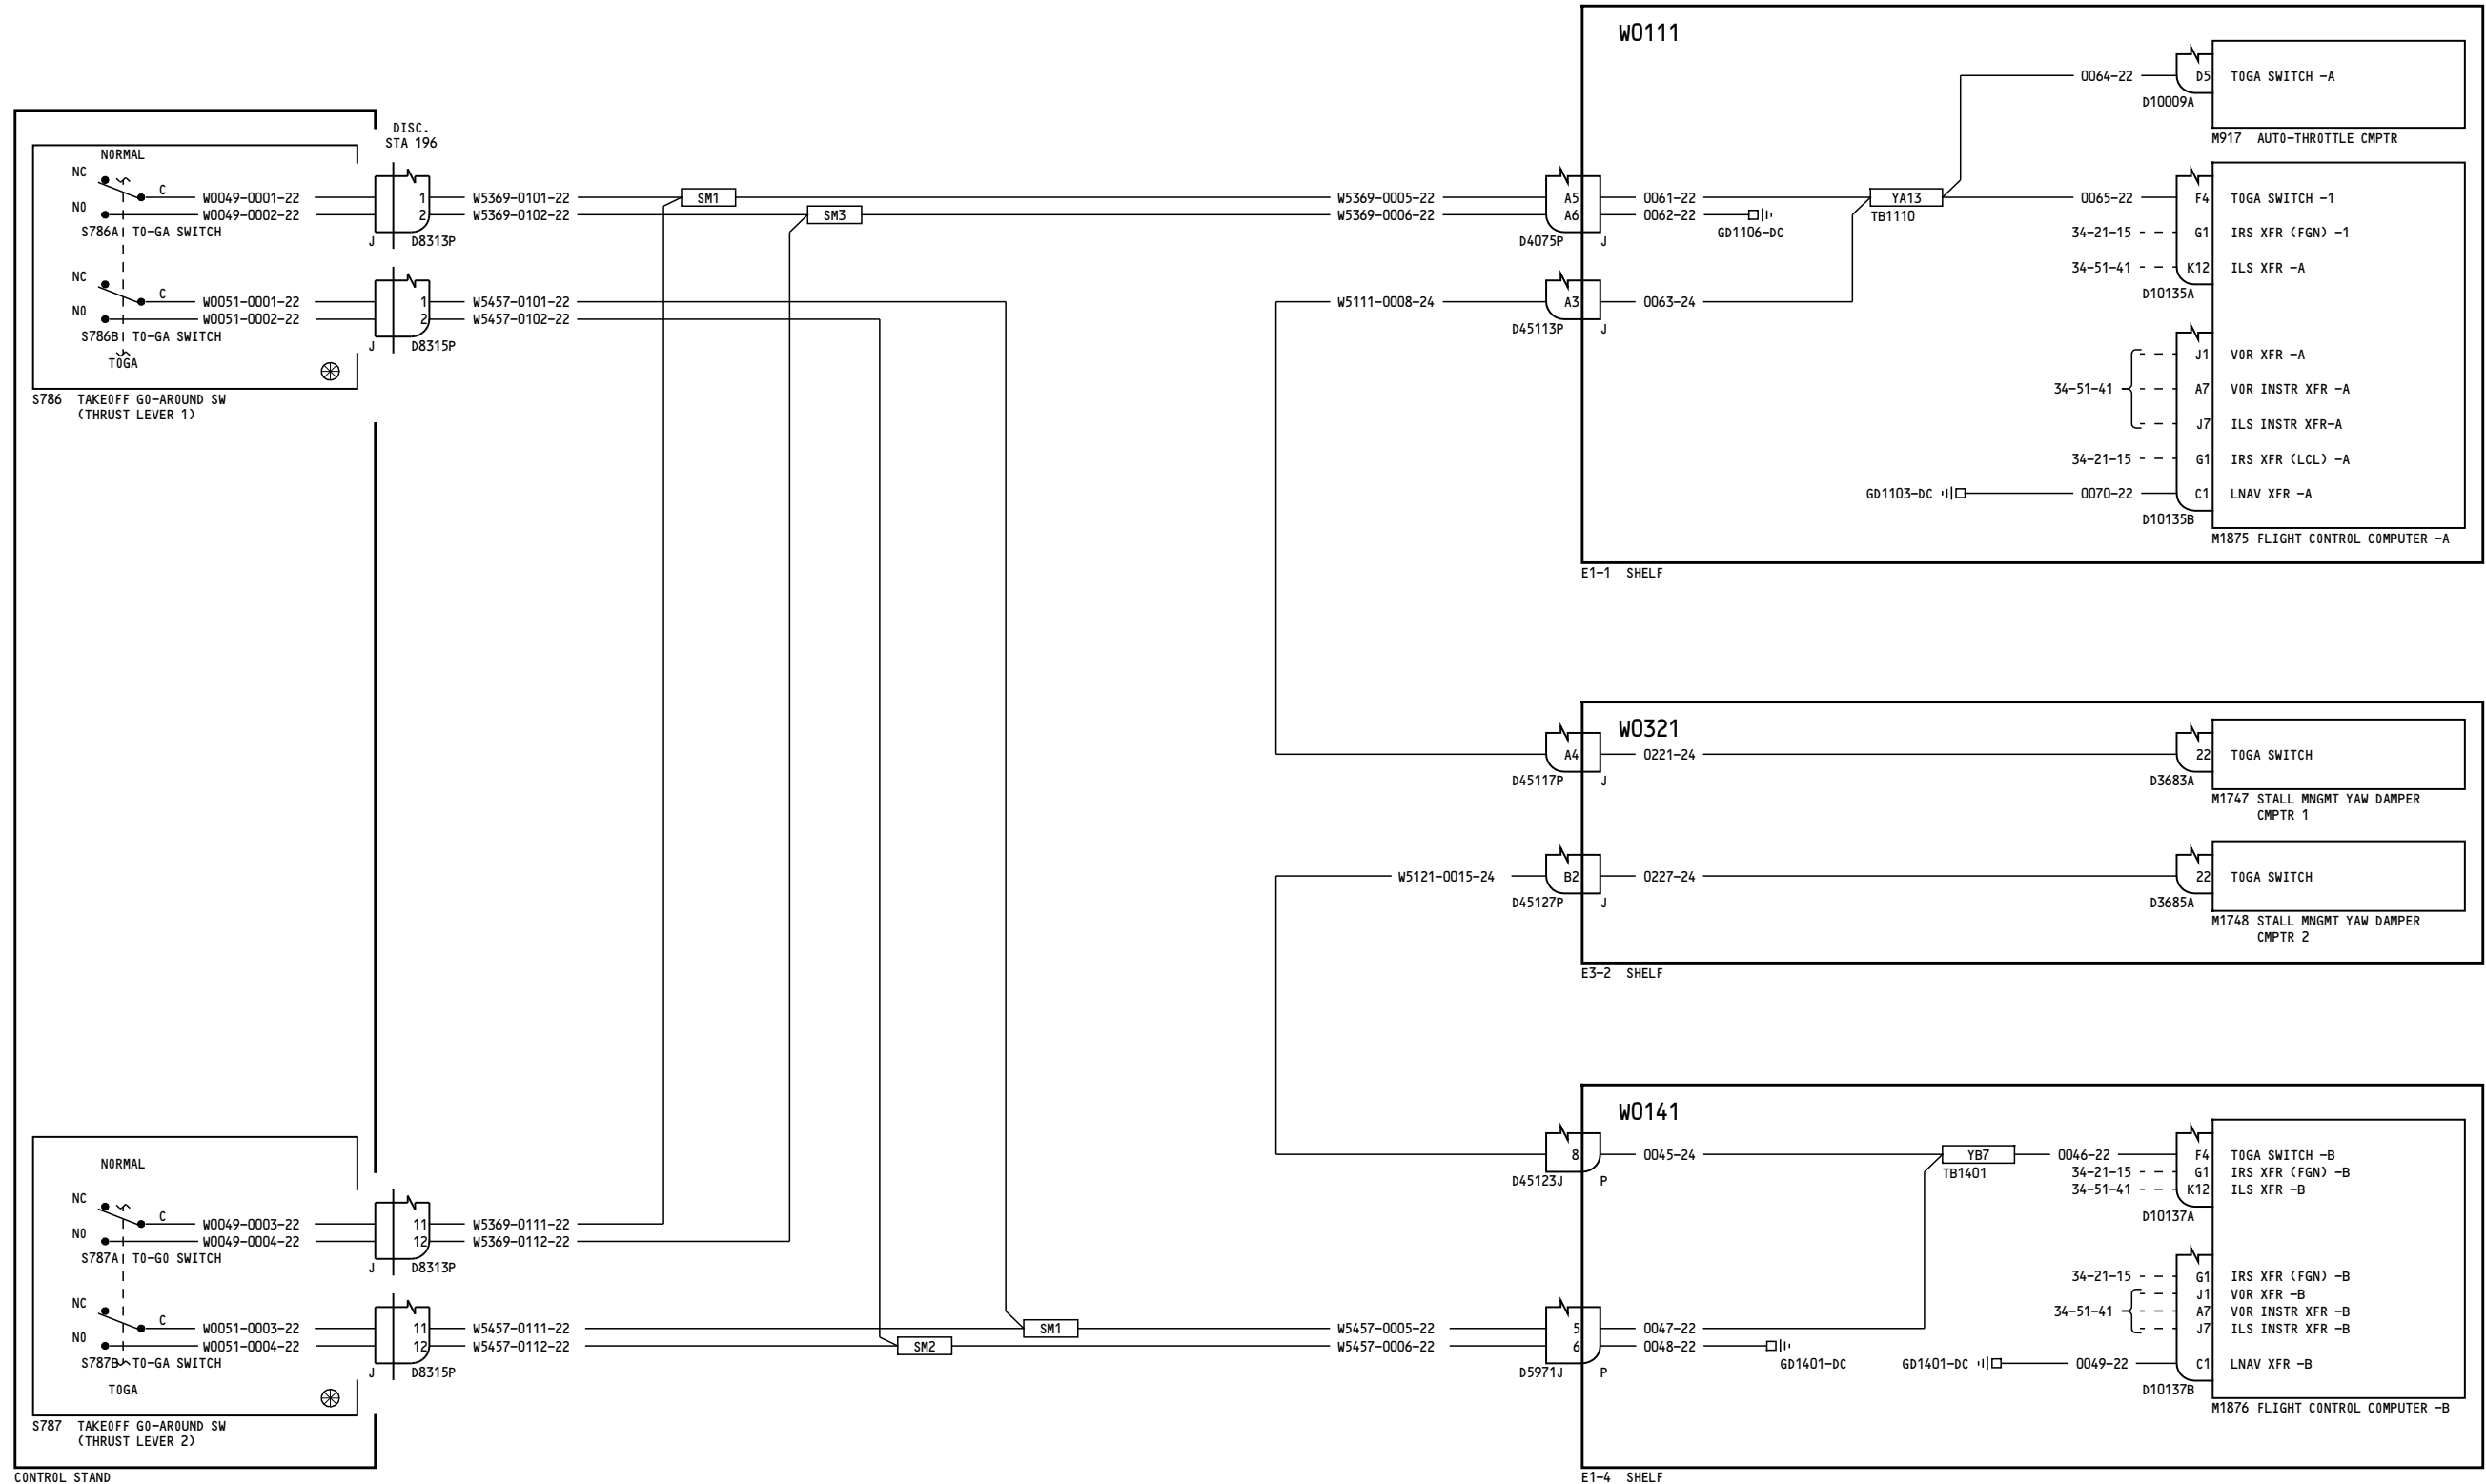 W0111
0064-22
D5
TOGA SWITCH -A
D10009A
M917 AUTO-THROTTLE CMPTR
DISC.
STA 196
NORMAL
NC
C
W0049-0001-22
1
W5369-0101-22
SM1
W5369-0005-22
A5
0061-22
YA13
0065-22
F4
TOGA SWITCH -1
NO
W0049-0002-22
2
W5369-0102-22
SM3
W5369-0006-22
A6
0062-22
TB1110
S786A TO-GA SWITCH
J
D8313P
D4075P
J
GD1106-DC
34-21-15
G1
IRS XFR (FGN) -1
34-51-41
K12
ILS XFR -A
D10135A
NC
C
W0051-0001-22
1
W5457-0101-22
W5111-0008-24
A3
0063-24
NO
W0051-0002-22
2
W5457-0102-22
D45113P
J
S786B TO-GA SWITCH
J
D8315P
TOGA
J1
VOR XFR -A
34-51-41
A7
VOR INSTR XFR -A
J7
ILS INSTR XFR-A
S786 TAKEOFF GO-AROUND SW
(THRUST LEVER 1)
34-21-15
G1
IRS XFR (LCL) -A
GD1103-DC
0070-22
C1
LNAV XFR -A
D10135B
M1875 FLIGHT CONTROL COMPUTER -A
E1-1 SHELF
W0321
A4
0221-24
22
TOGA SWITCH
D45117P
J
D3683A
M1747 STALL MNGMT YAW DAMPER
CMPTR 1
W5121-0015-24
B2
0227-24
22
TOGA SWITCH
D45127P
J
D3685A
M1748 STALL MNGMT YAW DAMPER
CMPTR 2
E3-2 SHELF
W0141
8
0045-24
YB7
0046-22
F4
TOGA SWITCH -B
D45123J
P
TB1401
34-21-15
G1
IRS XFR (FGN) -B
34-51-41
K12
ILS XFR -B
D10137A
NORMAL
NC
C
W0049-0003-22
11
W5369-0111-22
NO
W0049-0004-22
12
W5369-0112-22
S787A TO-GO SWITCH
J
D8313P
34-21-15
G1
IRS XFR (FGN) -B
J1
VOR XFR -B
34-51-41
A7
VOR INSTR XFR -B
J7
ILS INSTR XFR -B
NC
C
W0051-0003-22
11
W5457-0111-22
SM1
W5457-0005-22
5
0047-22
NO
W0051-0004-22
12
W5457-0112-22
SM2
W5457-0006-22
6
0048-22
S787B TO-GA SWITCH
J
D8315P
D5971J
P
GD1401-DC
GD1401-DC
0049-22
C1
LNAV XFR -B
D10137B
TOGA
M1876 FLIGHT CONTROL COMPUTER -B
S787 TAKEOFF GO-AROUND SW
(THRUST LEVER 2)
CONTROL STAND
E1-4 SHELF